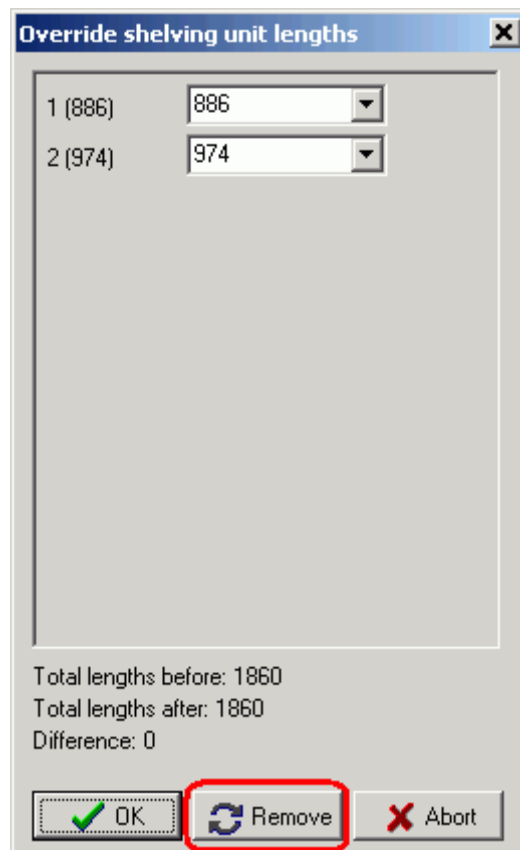 Override shelving unit lengths
1 (886) 886
2 (974) 974
Total lengths before: 1860
Total lengths after: 1860
Difference: 0
OK Remove Abort